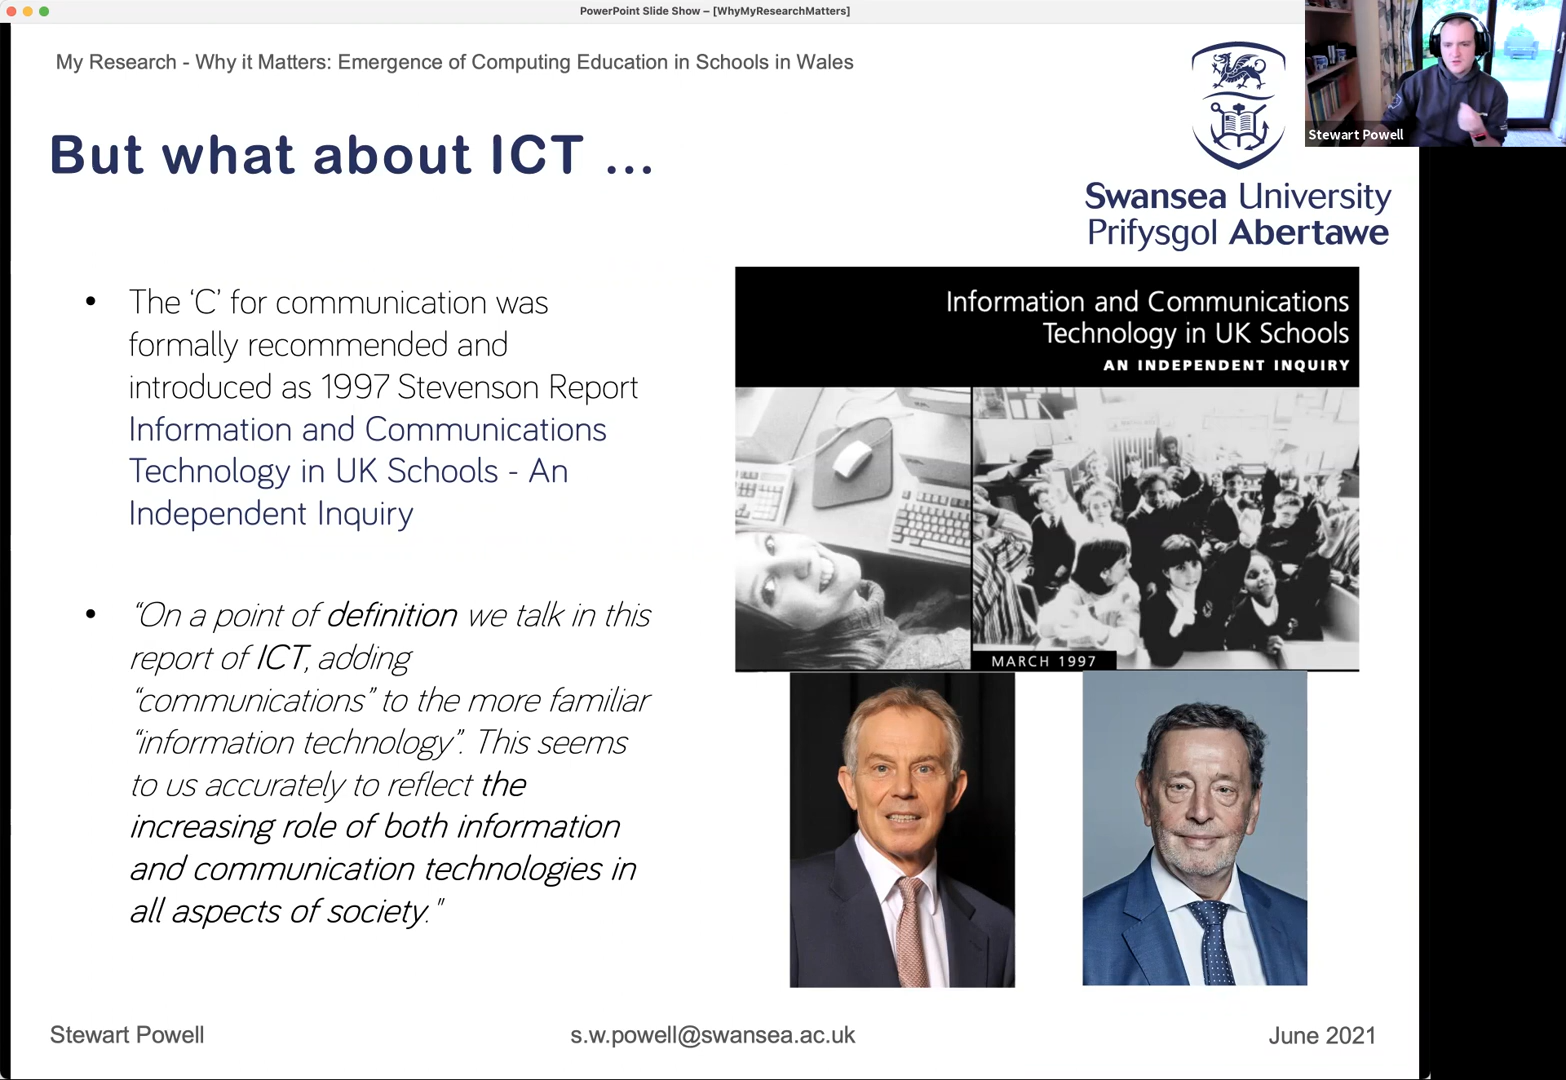 PowerPoint Slide Show – [WhyMyResearchMatters]
My Research - Why it Matters: Emergence of Computing Education in Schools in Wales
Stewart Powell
But what about ICT ...
Swansea University
Prifysgol Abertawe
• The ‘C’ for communication was
formally recommended and
introduced as 1997 Stevenson Report
Information and Communications
Technology in UK Schools - An
Independent Inquiry
• “On a point of definition we talk in this
report of ICT, adding
“communications” to the more familiar
“information technology”. This seems
to us accurately to reflect the
increasing role of both information
and communication technologies in
all aspects of society."
Information and Communications
Technology in UK Schools
AN INDEPENDENT INQUIRY
MARCH 1997
Stewart Powell
s.w.powell@swansea.ac.uk
June 2021